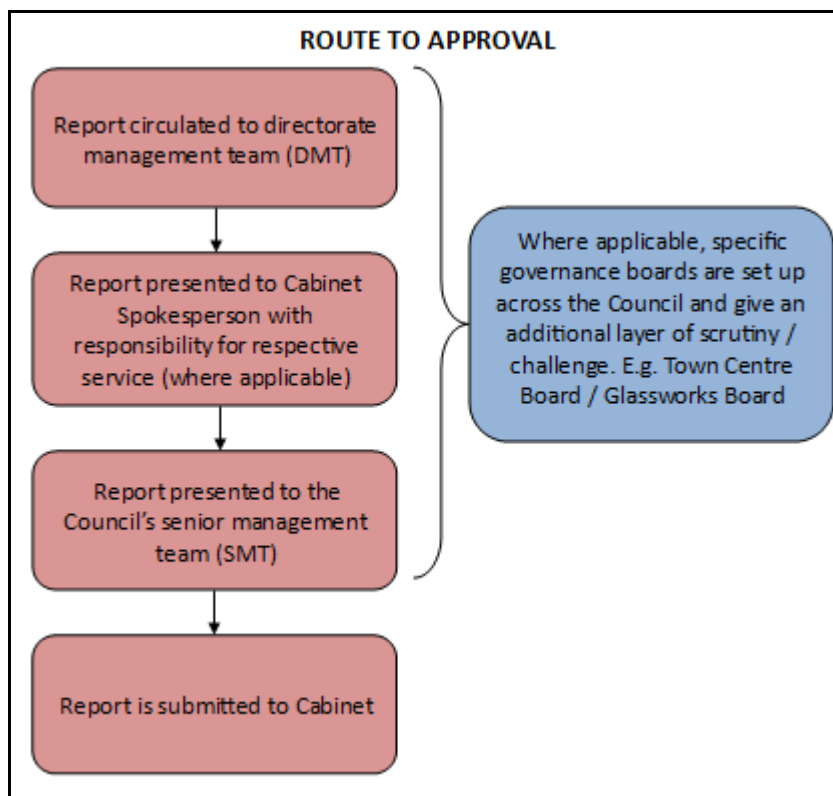 ROUTE TO APPROVAL
Report circulated to directorate
management team (DMT)
Report presented to Cabinet
Spokesperson with
responsibility for respective
service (where applicable)
Report presented to the
Council's senior management
team (SMT)
Report is submitted to Cabinet
Where applicable, specific
governance boards are set up
across the Council and give an
additional layer of scrutiny /
challenge. E.g. Town Centre
Board / Glassworks Board